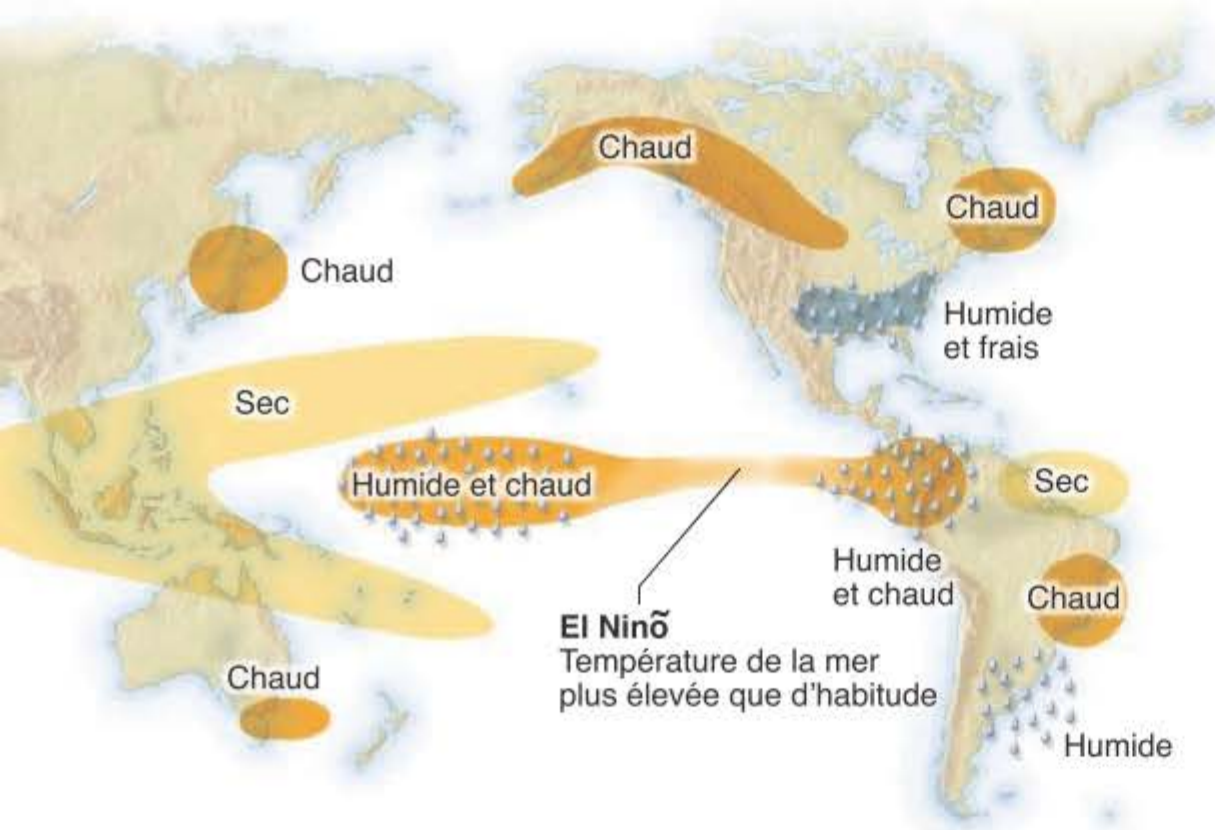 Chaud
Chaud
Chaud
Humide
et frais
Sec
Humide et chaud
Sec
Humide
et chaud
Chaud
El Ninõ
Température de la mer
plus élevée que d'habitude
Chaud
Humide